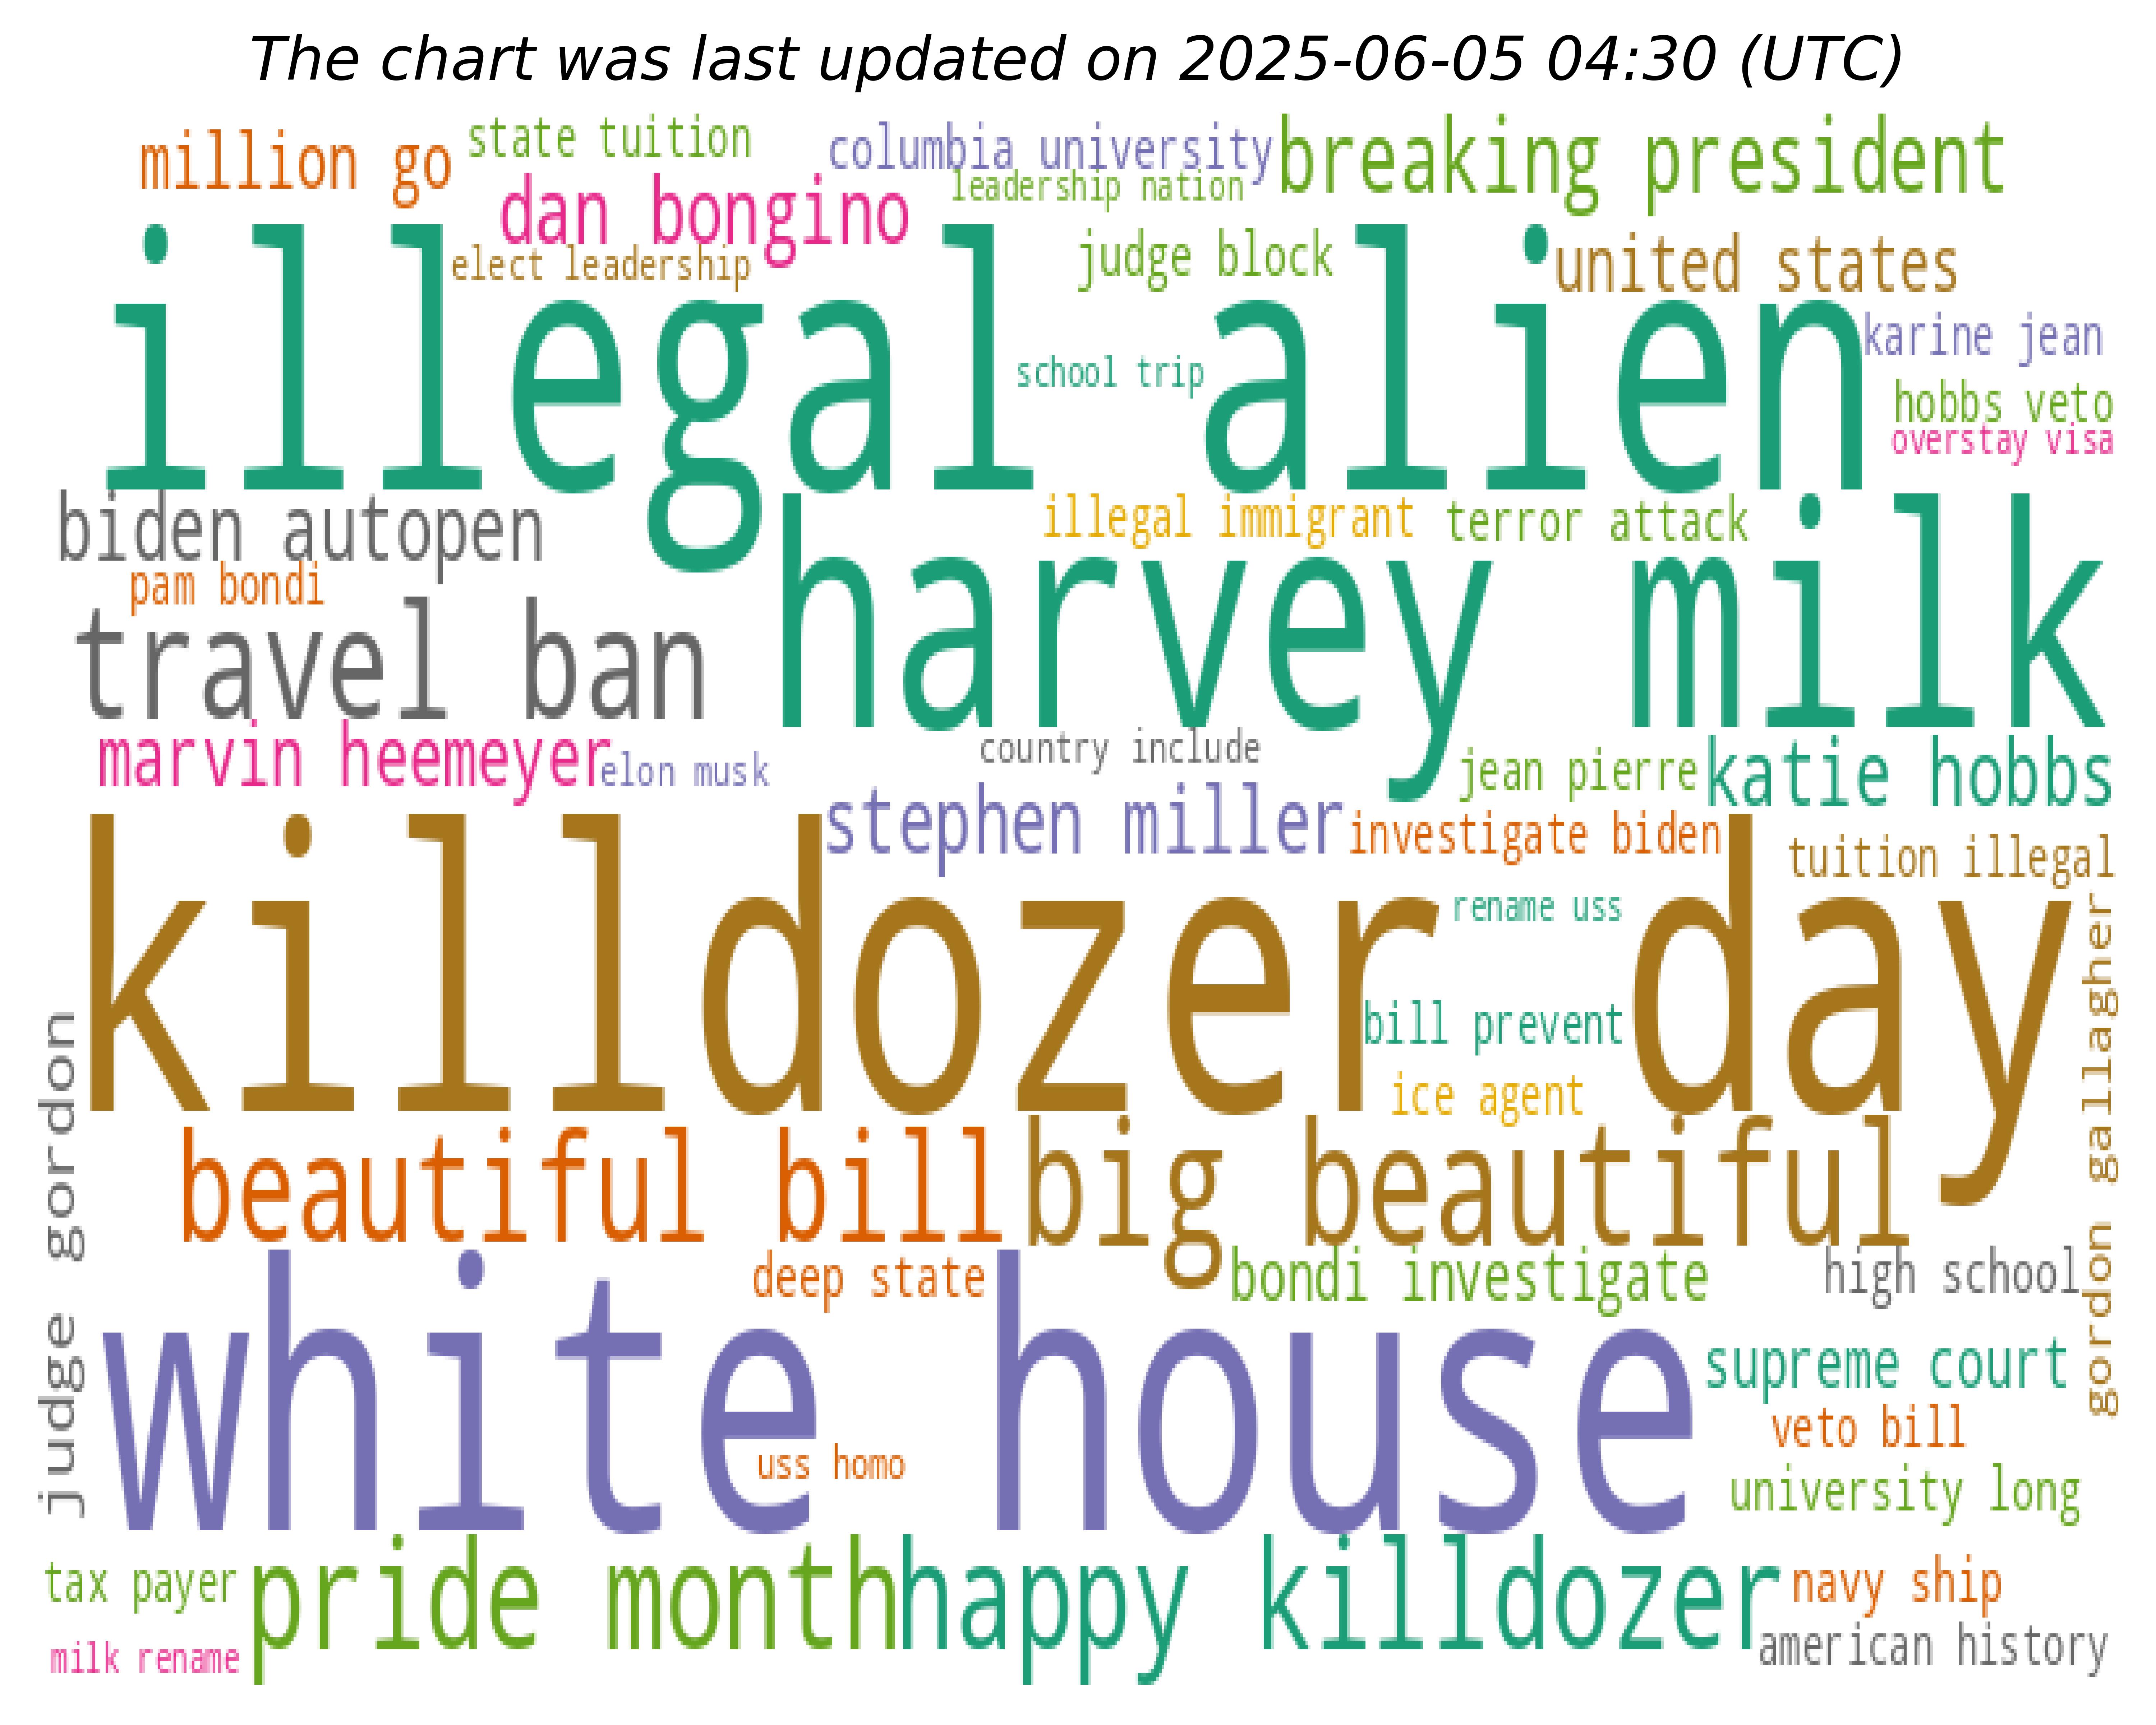 The chart was last updated on 2025-06-05 04:30 (UTC)
million go
state tuition
columbia university
breaking president
leadership nation
dan bongino
elect leadership
judge block
united states
illegal alien
karine jean
school trip
hobbs veto
overstay visa
biden autopen
illegal immigrant
terror attack
pam bondi
harvey milk
travel ban
marvin heemeyer
elon musk
country include
jean pierre
katie hobbs
stephen miller
investigate biden
tuition illegal
rename uss
killdozer day
gordon gallagher
judge gordon
bill prevent
ice agent
beautiful bill
big beautiful
deep state
bondi investigate
high school
white house
supreme court
veto bill
uss homo
university long
tax payer
pride month
happy killdozer
navy ship
milk rename
american history